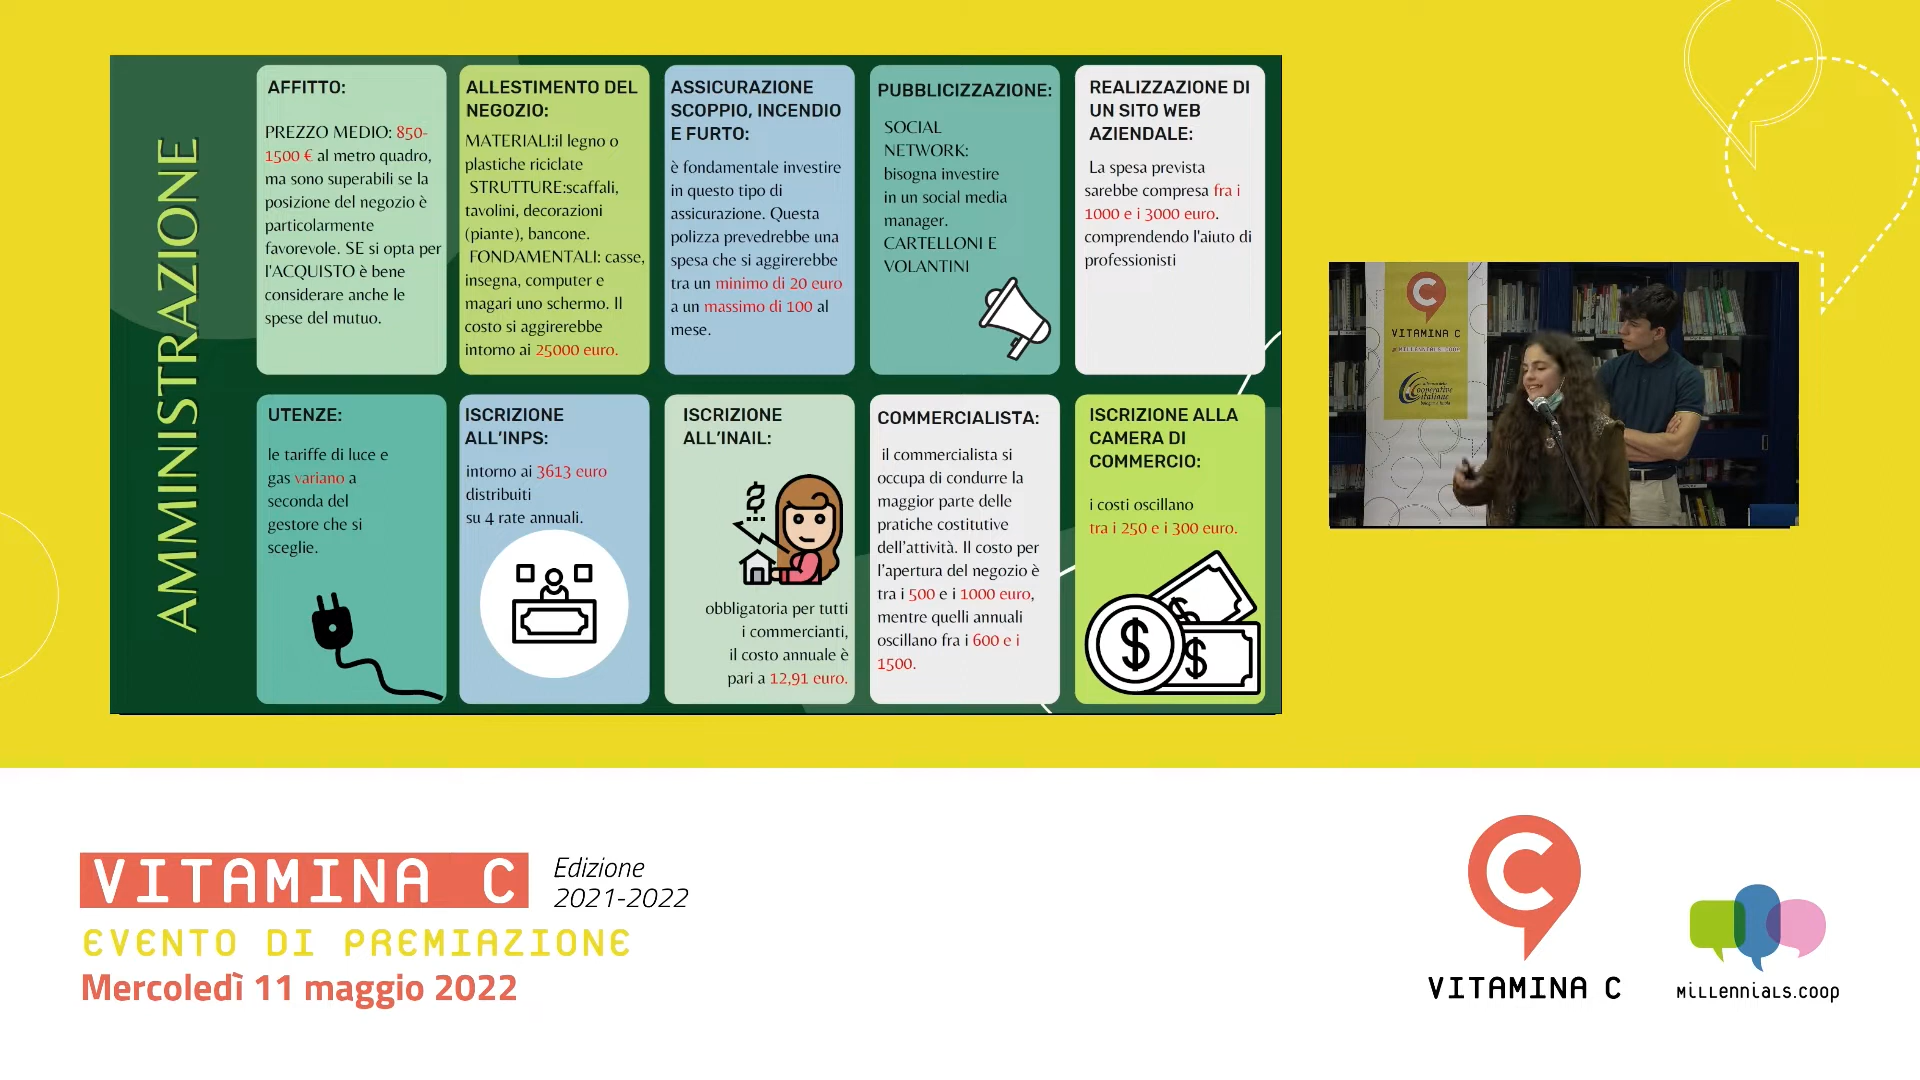 AMMINISTRAZIONE
AFFITTO:
PREZZO MEDIO: 850-
1500 € al metro quadro,
ma sono superabili se la
posizione del negozio è
particolarmente
favorevole. SE si opta per
l'ACQUISTO è bene
considerare anche le
spese del mutuo.
ALLESTIMENTO DEL
NEGOZIO:
MATERIALI:il legno o
plastiche riciclate
STRUTTURE:scaffali,
tavolini, decorazioni
(piante), bancone.
FONDAMENTALI: casse,
insegna, computer e
magari uno schermo. Il
costo si aggirerebbe
intorno ai 25000 euro.
ASSICURAZIONE
SCOPPIO, INCENDIO
E FURTO:
è fondamentale investire
in questo tipo di
assicurazione. Questa
polizza prevedrebbe una
spesa che si aggirerebbe
tra un minimo di 20 euro
a un massimo di 100 al
mese.
PUBBLICIZZAZIONE:
SOCIAL
NETWORK:
bisogna investire
in un social media
manager.
CARTELLONI E
VOLANTINI
REALIZZAZIONE DI
UN SITO WEB
AZIENDALE:
La spesa prevista
sarebbe compresa fra i
1000 e i 3000 euro.
comprendendo l'aiuto di
professionisti
UTENZE:
le tariffe di luce e
gas variano a
seconda del
gestore che si
sceglie.
ISCRIZIONE
ALL'INPS:
intorno ai 3613 euro
distribuiti
su 4 rate annuali.
ISCRIZIONE
ALL'INAIL:
obbligatoria per tutti
i commercianti,
il costo annuale è
pari a 12,91 euro.
COMMERCIALISTA:
il commercialista si
occupa di condurre la
maggior parte delle
pratiche costitutive
dell'attività. Il costo per
l'apertura del negozio è
tra i 500 e i 1000 euro,
mentre quelli annuali
oscillano fra i 600 e i
1500.
ISCRIZIONE ALLA
CAMERA DI
COMMERCIO:
i costi oscillano
tra i 250 e i 300 euro.
VITAMINA C
MILLENNIALS.COOP
Cooperative
italiane
VITAMINA C
Edizione
2021-2022
EVENTO DI PREMIAZIONE
Mercoledì 11 maggio 2022
VITAMINA C
MILLENNIALS.COOP